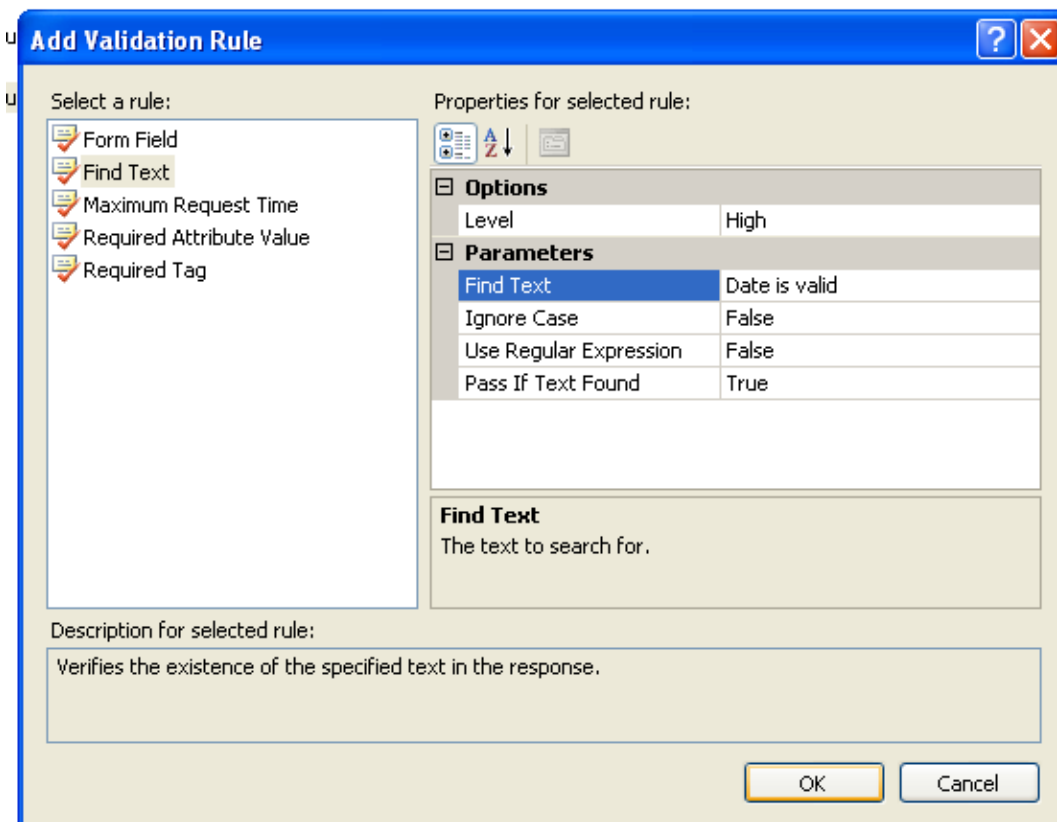 Add Validation Rule
u
u
Select a rule:
Form Field
Find Text
Maximum Request Time
Required Attribute Value
Required Tag
Properties for selected rule:
A
Z
Options
Level High
Parameters
Find Text Date is valid
Ignore Case False
Use Regular Expression False
Pass If Text Found True
Find Text
The text to search for.
Description for selected rule:
Verifies the existence of the specified text in the response.
OK Cancel